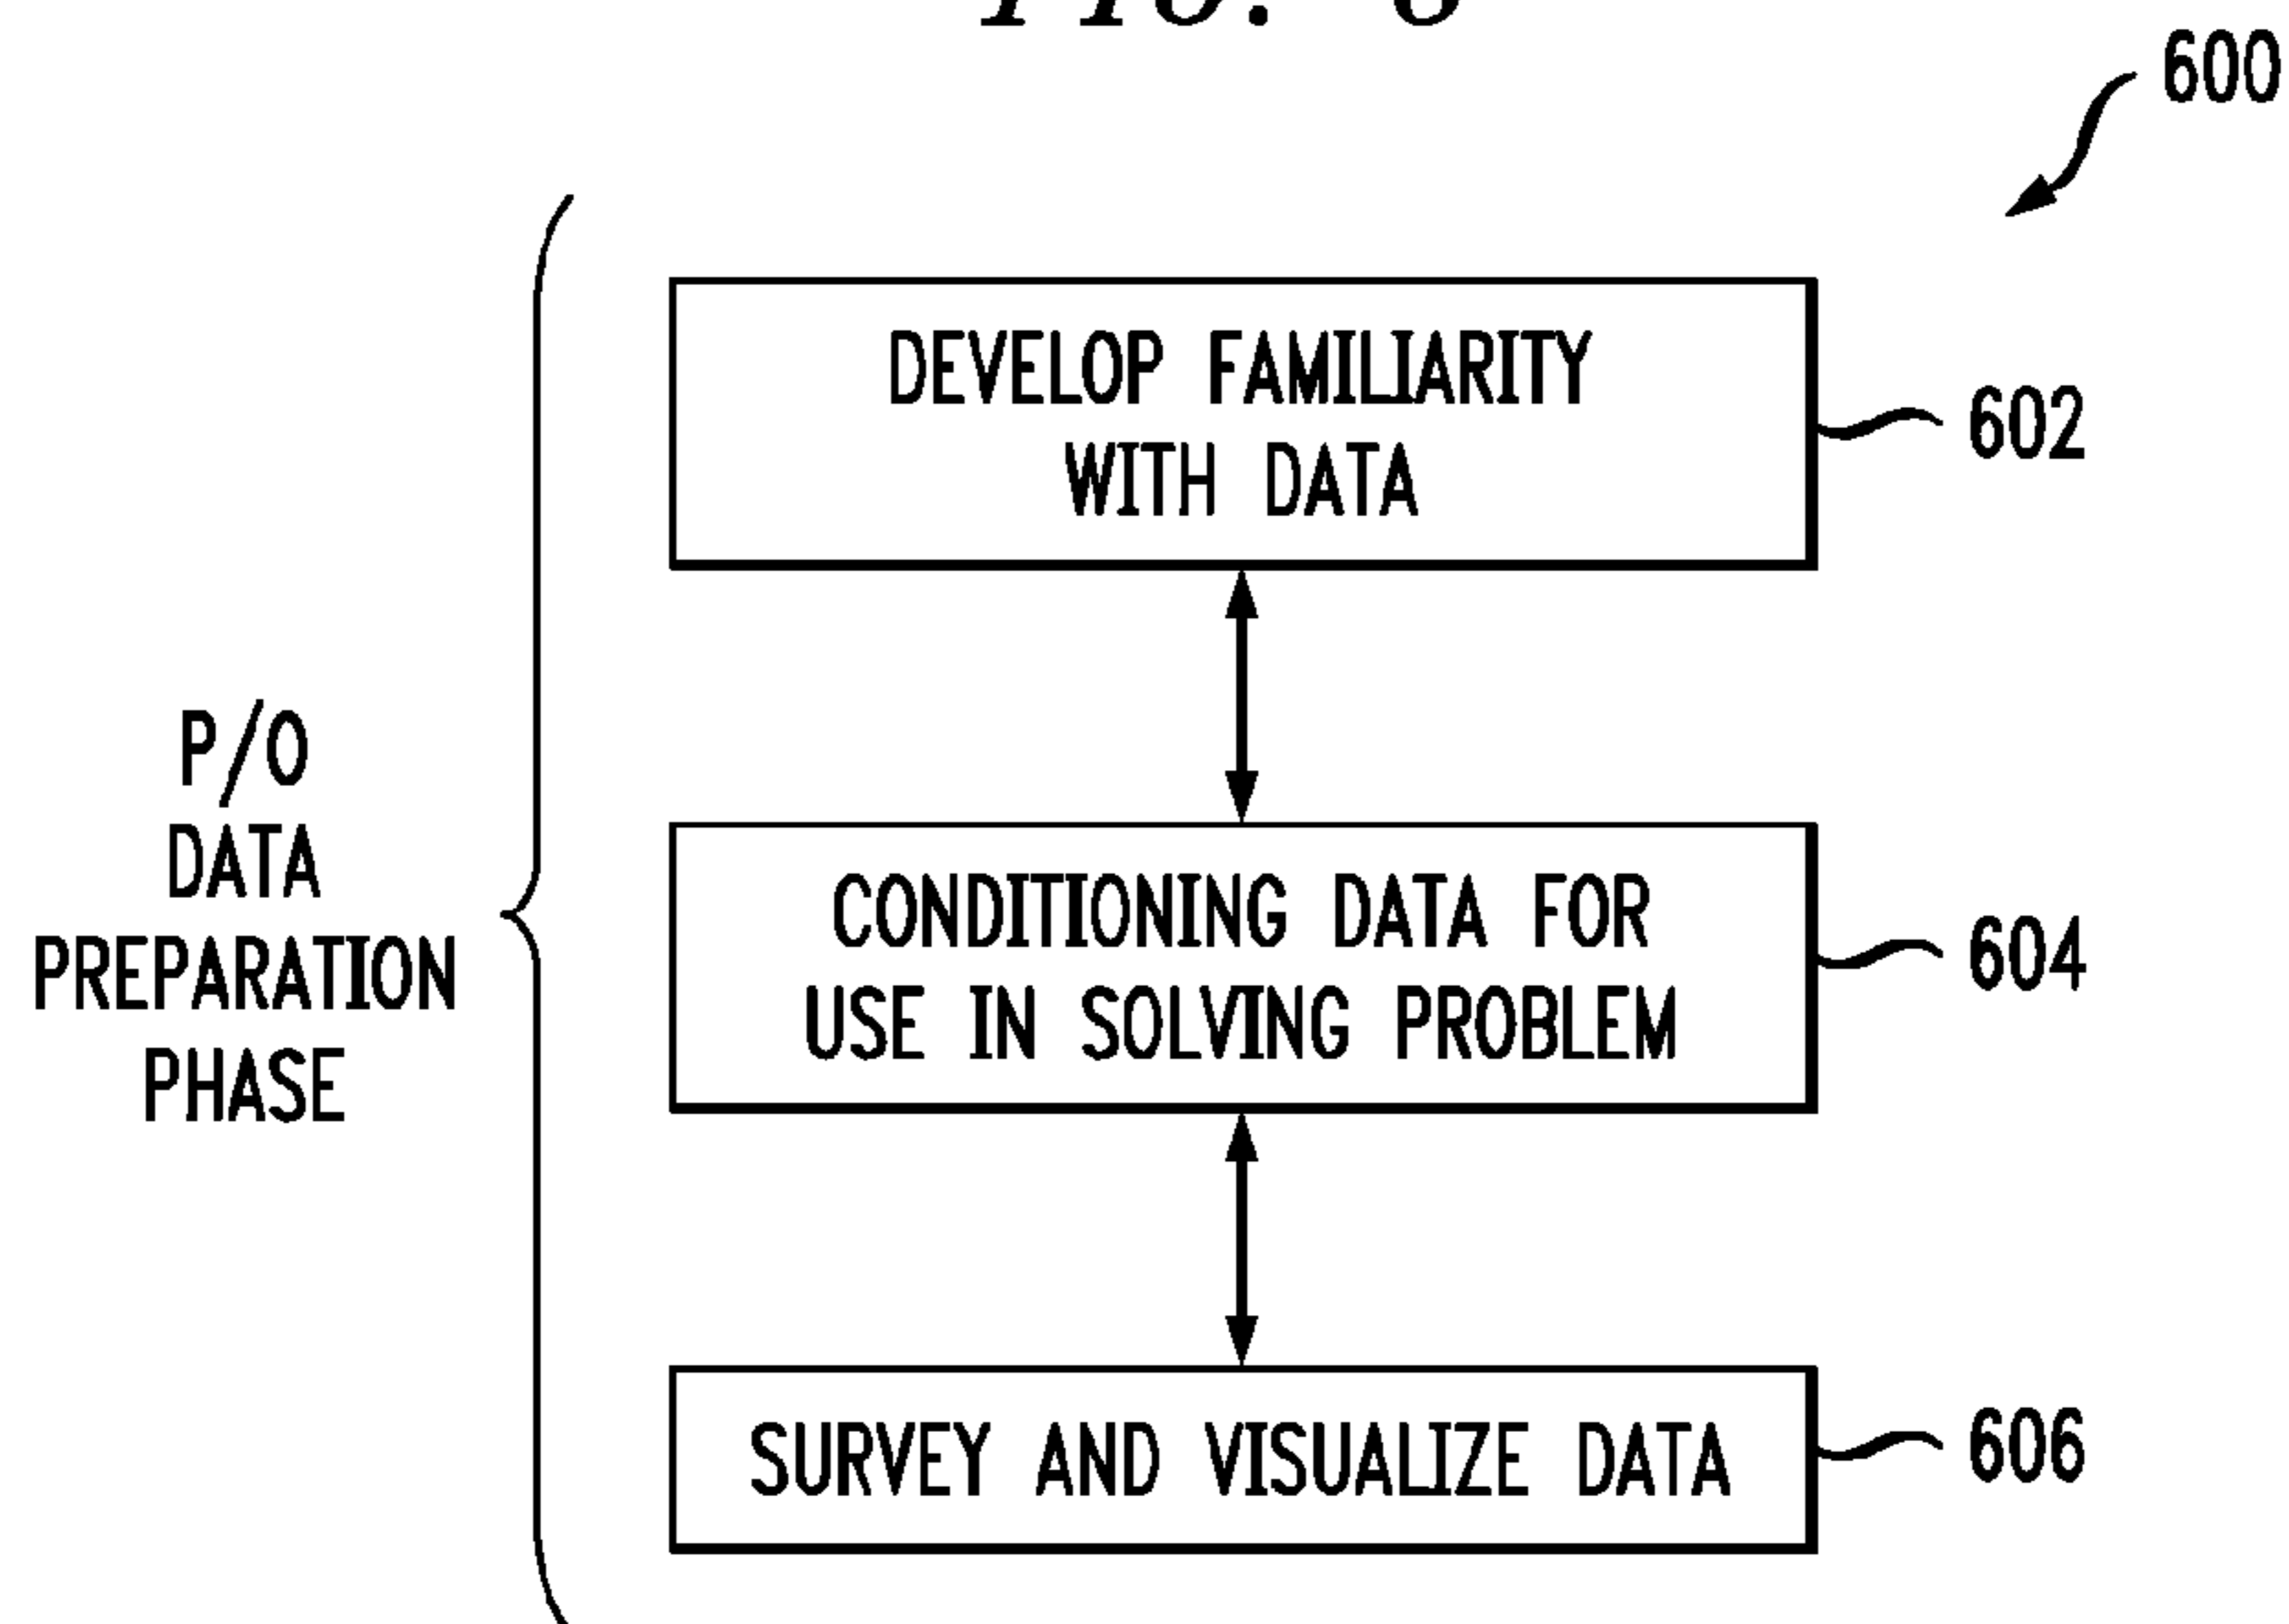 600
DEVELOP FAMILIARITY
WITH DATA
602
P/O
DATA
PREPARATION
PHASE
CONDITIONING DATA FOR
USE IN SOLVING PROBLEM
604
SURVEY AND VISUALIZE DATA
606